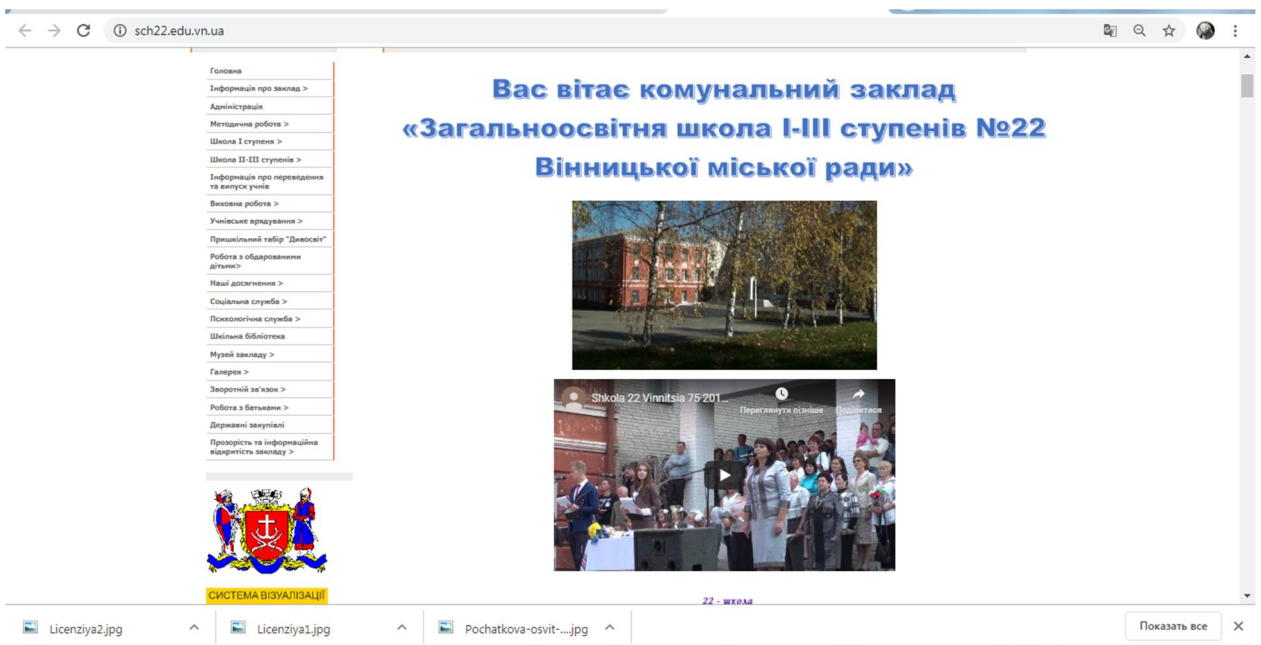 sch22.edu.vn.ua
Головна
Інформація про заклад >
Адміністрація
Методична робота >
Школа І ступеня >
Школа ІІ-ІІІ ступенів >
Інформація про переведення
та випуск учнів
Виховна робота >
Учнівське врядування >
Пришкільний табір "Дивосвіт"
Робота з обдарованими
дітьми>
Наші досягнення >
Соціальна служба >
Психологічна служба >
Шкільна бібліотека
Музей закладу >
Галерея >
Зворотній зв'язок >
Робота з батьками >
Державні закупівлі
Прозорість та інформаційна
відкритість закладу >
СИСТЕМА ВІЗУАЛІЗАЦІЇ
Вас вітає комунальний заклад
«Загальноосвітня школа І-ІІІ ступенів №22
Вінницької міської ради»
Shkola 22 Vinnitsia 75 201...
Переглянути пізніше
Поділитися
22 - школа
Licenziya2.jpg
Licenziya1.jpg
Pochatkova-osvit-....jpg
Показать все